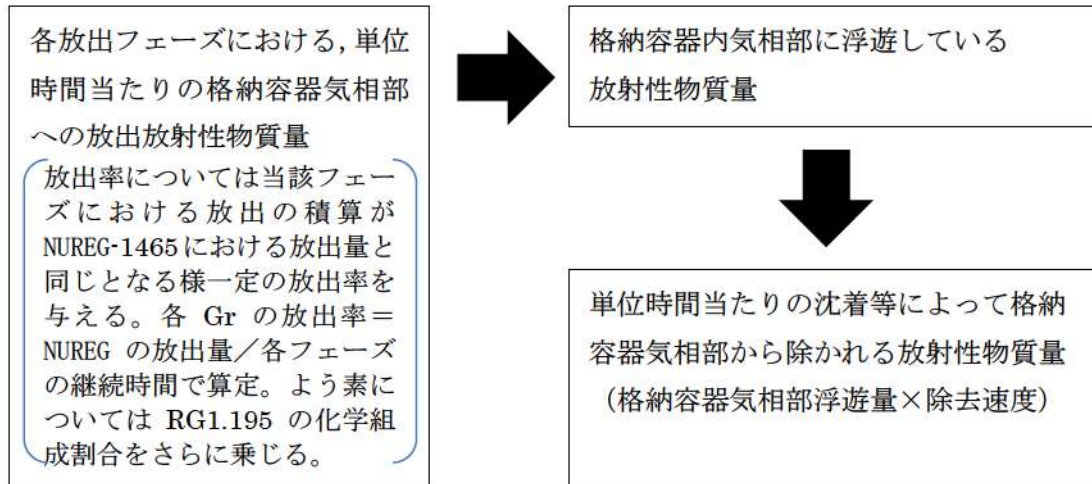 各放出フェーズにおける,単位
時間当たりの格納容器気相部
への放出放射性物質量
放出率については当該フェー
ズにおける放出の積算が
NUREG-1465における放出量と
同じとなる様一定の放出率を
与える。各 Gr の放出率＝
NUREG の放出量／各フェーズ
の継続時間で算定。よう素に
ついては RG1.195 の化学組
成割合をさらに乗じる。
格納容器内気相部に浮遊している
放射性物質量
単位時間当たりの沈着等によって格納
容器気相部から除かれる放射性物質量
（格納容器気相部浮遊量×除去速度）